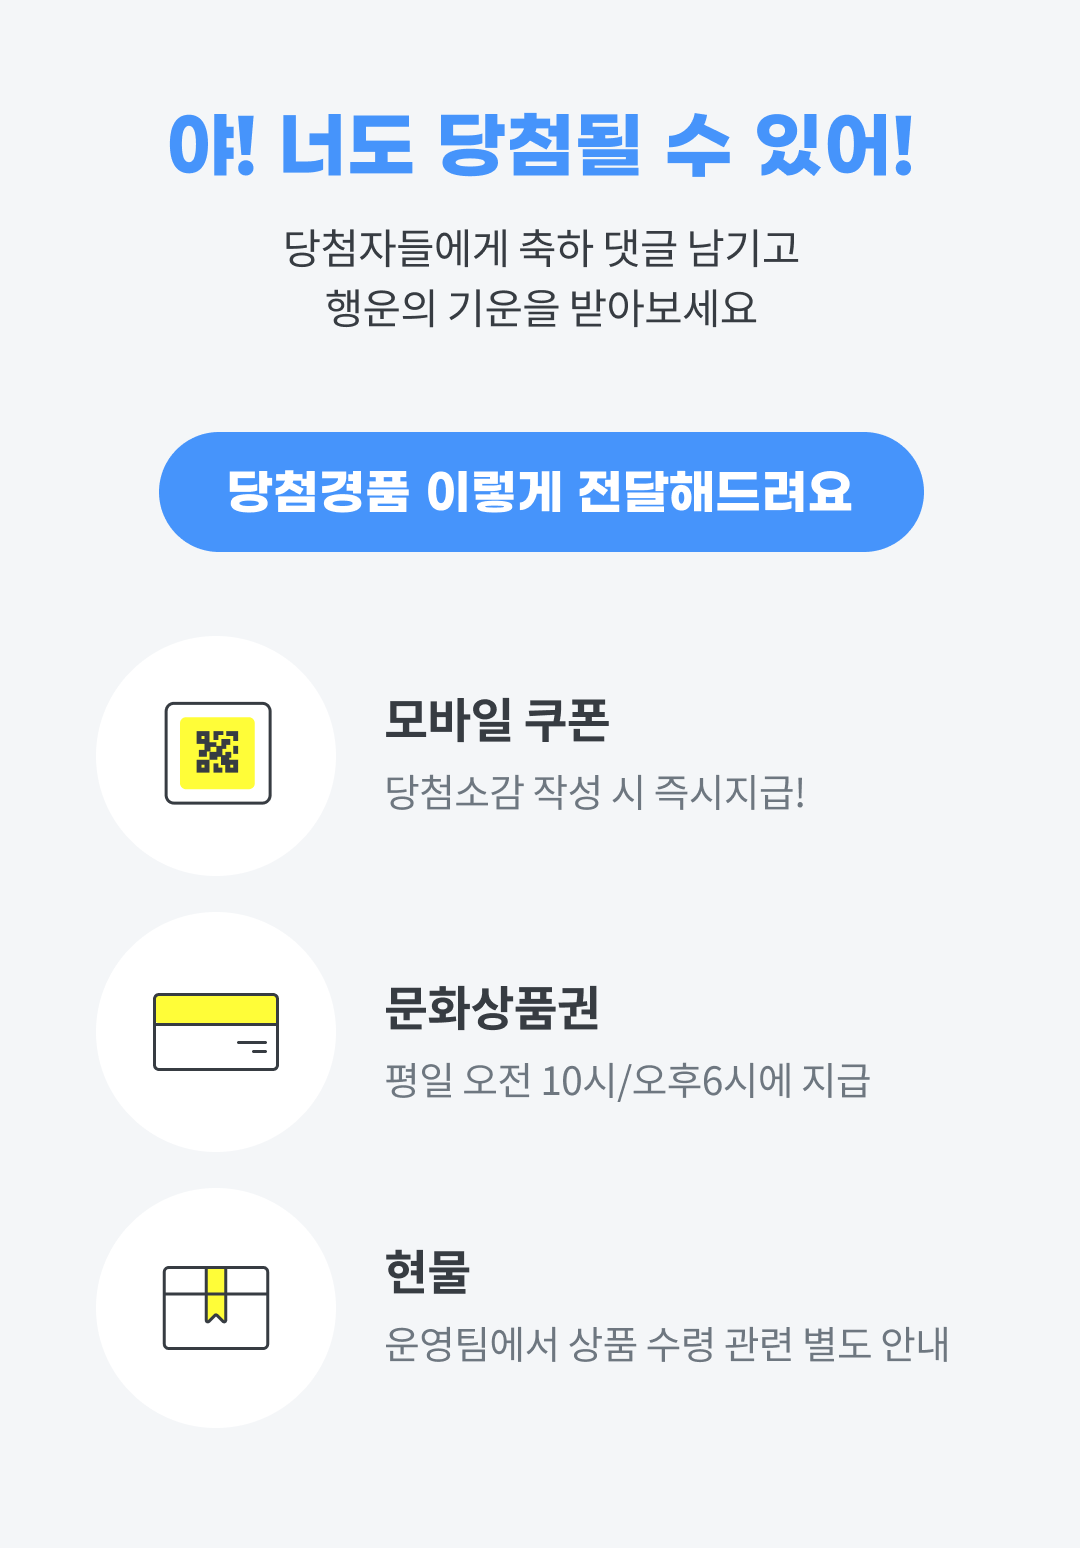 야! 너도 당첨될 수 있어!
당첨자들에게 축하 댓글 남기고
행운의 기운을 받아보세요
당첨경품 이렇게 전달해드려요
모바일 쿠폰
당첨소감 작성 시 즉시지급!
문화상품권
평일 오전 10시/오후6시에 지급
현물
운영팀에서 상품 수령 관련 별도 안내